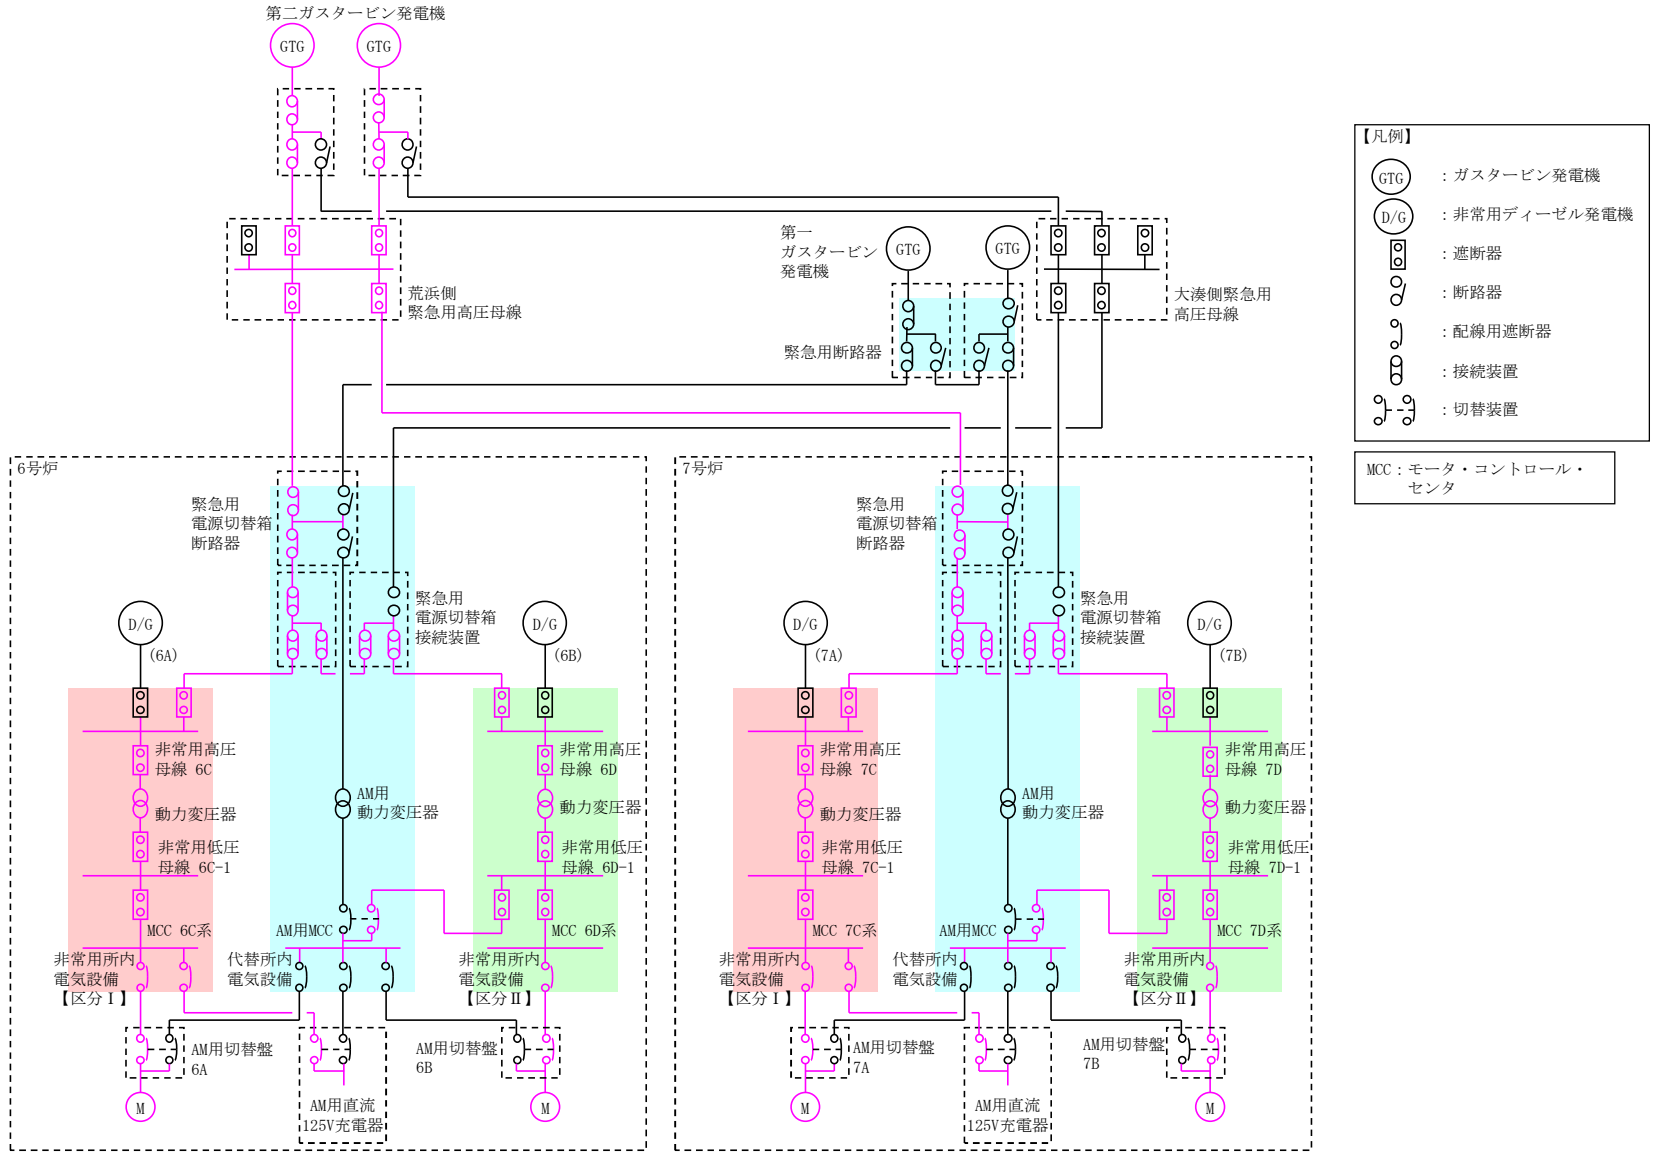 第二ガスタービン発電機
GTG
GTG
荒浜側
緊急用高圧母線
第一
ガスタービン
発電機
GTG
GTG
緊急用断路器
大湊側緊急用
高圧母線
【凡例】
GTG
：ガスタービン発電機
D/G
：非常用ディーゼル発電機
：遮断器
：断路器
：配線用遮断器
：接続装置
：切替装置
MCC：モータ・コントロール・
センタ
6号炉
緊急用
電源切替箱
断路器
緊急用
電源切替箱
接続装置
D/G
(6A)
D/G
(6B)
非常用高圧
母線 6C
動力変圧器
非常用低圧
母線 6C-1
MCC 6C系
非常用所内
電気設備
【区分Ⅰ】
AM用
動力変圧器
AM用MCC
代替所内
電気設備
非常用高圧
母線 6D
動力変圧器
非常用低圧
母線 6D-1
MCC 6D系
非常用所内
電気設備
【区分Ⅱ】
AM用切替盤
6A
M
AM用直流
125V充電器
AM用切替盤
6B
M
7号炉
緊急用
電源切替箱
断路器
緊急用
電源切替箱
接続装置
D/G
(7A)
D/G
(7B)
非常用高圧
母線 7C
動力変圧器
非常用低圧
母線 7C-1
MCC 7C系
非常用所内
電気設備
【区分Ⅰ】
AM用
動力変圧器
AM用MCC
代替所内
電気設備
非常用高圧
母線 7D
動力変圧器
非常用低圧
母線 7D-1
MCC 7D系
非常用所内
電気設備
【区分Ⅱ】
AM用切替盤
7A
M
AM用直流
125V充電器
AM用切替盤
7B
M